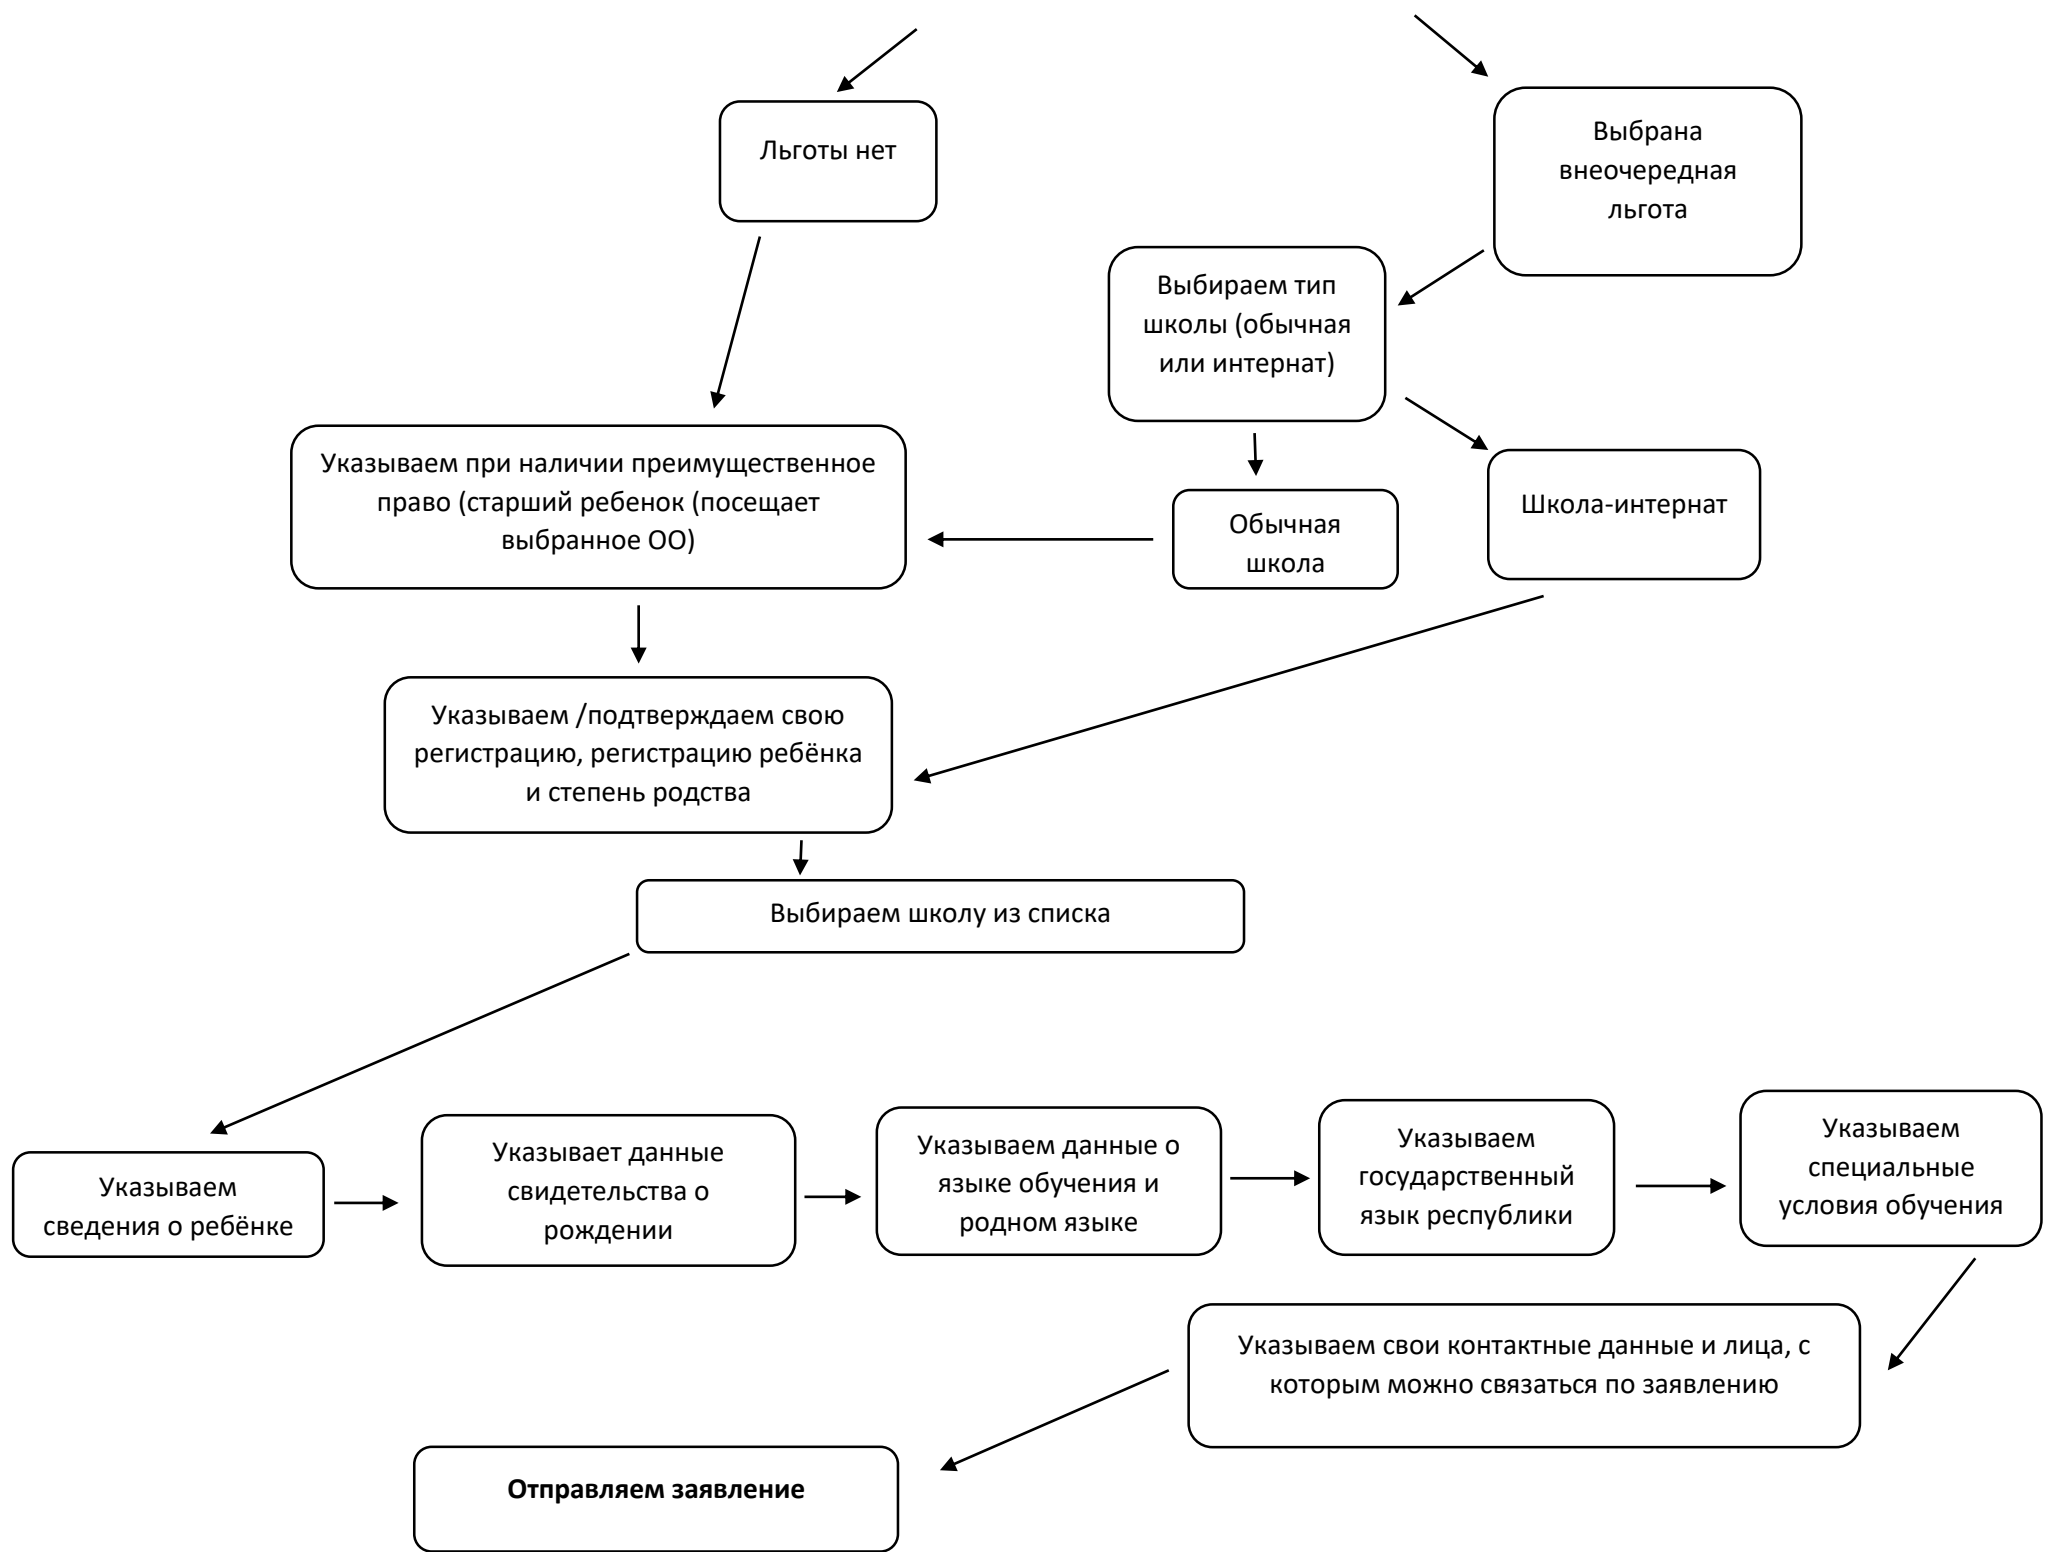 Льготы нет
Выбрана
внеочередная
льгота
Выбираем тип
школы (обычная
или интернат)
Указываем при наличии преимущественное
право (старший ребенок (посещает
выбранное ОО)
Обычная
школа
Школа-интернат
Указываем /подтверждаем свою
регистрацию, регистрацию ребёнка
и степень родства
Выбираем школу из списка
Указываем
сведения о ребёнке
Указывает данные
свидетельства о
рождении
Указываем данные о
языке обучения и
родном языке
Указываем
государственный
язык республики
Указываем
специальные
условия обучения
Указываем свои контактные данные и лица, с
которым можно связаться по заявлению
Отправляем заявление